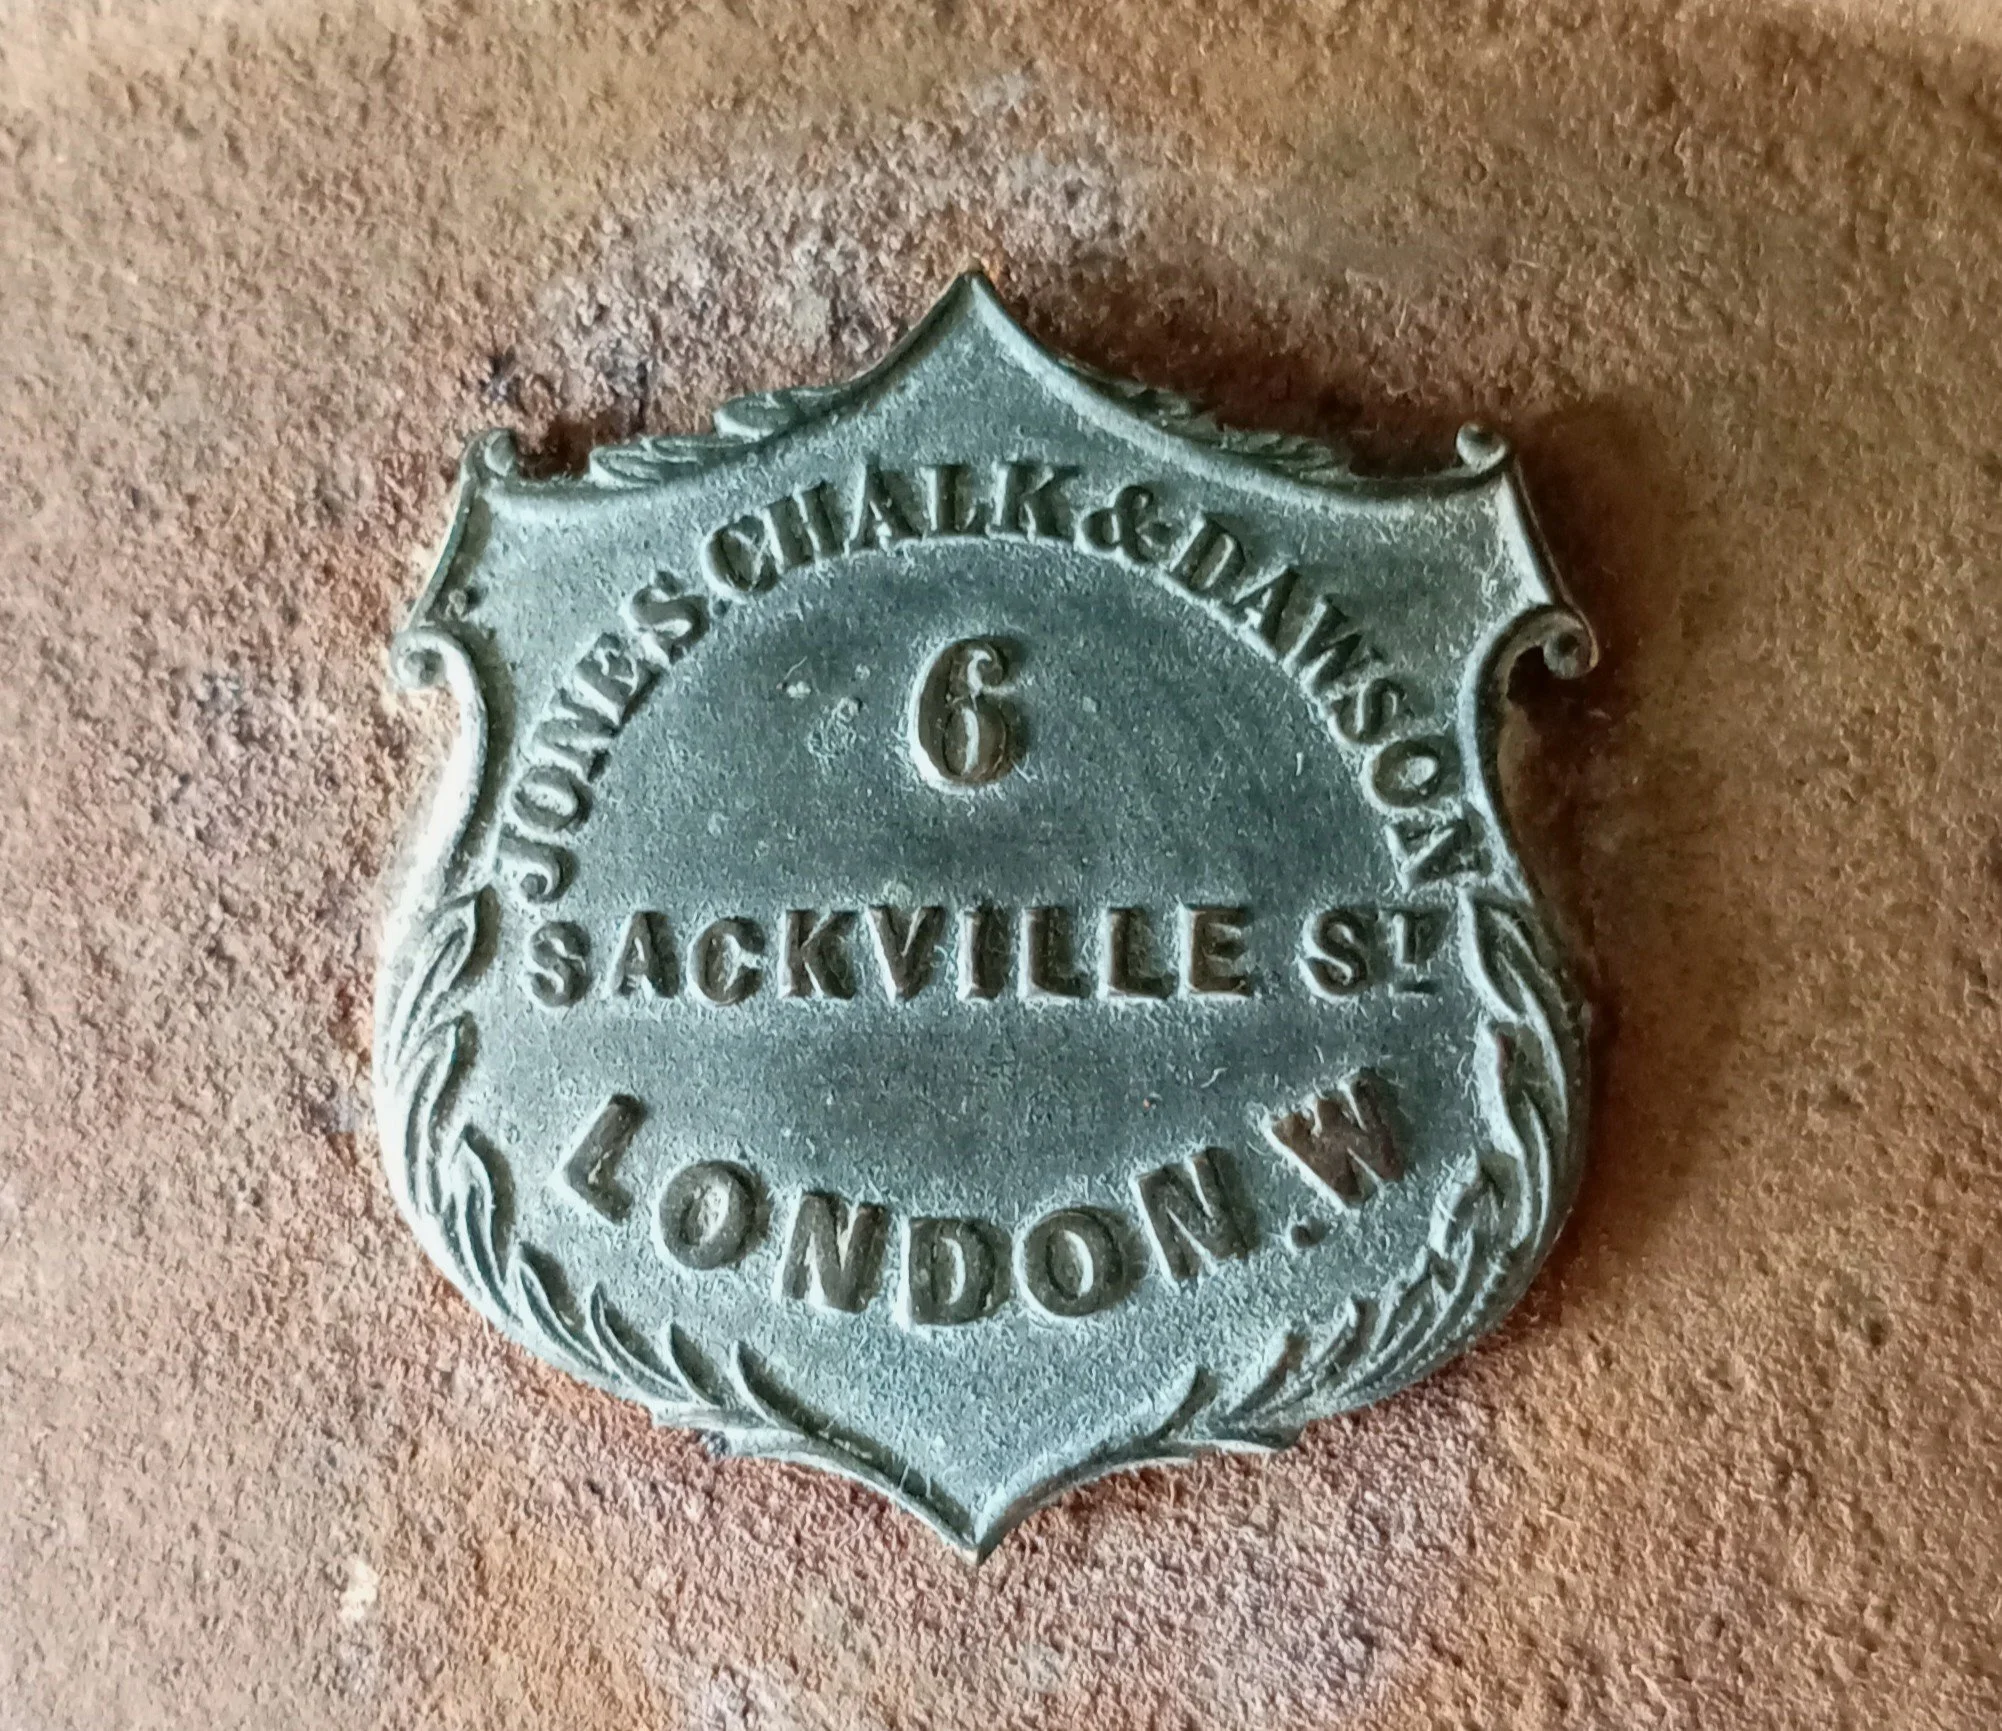 JONES CHALK & DAWSON
6
SACKVILLE ST
LONDON.W